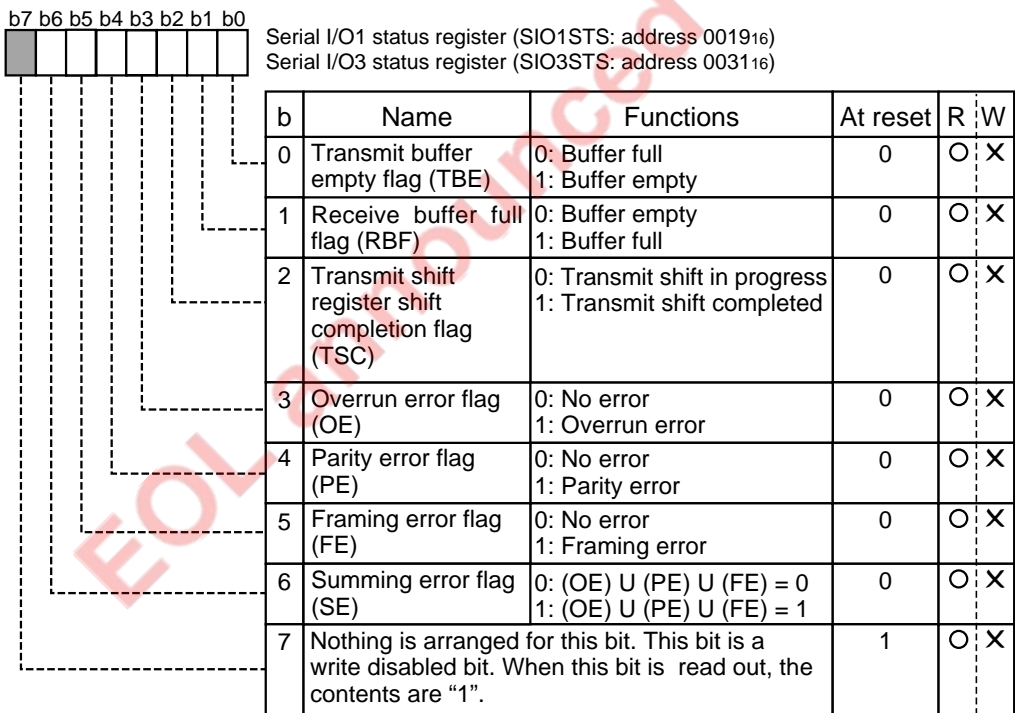 b7 b6 b5 b4 b3 b2 b1 b0
Serial I/O1 status register (SIO1STS: address 001916)
Serial I/O3 status register (SIO3STS: address 003116)
b Name Functions At reset R W
0 Transmit buffer 0: Buffer full 0 O X
empty flag (TBE) 1: Buffer empty
1 Receive buffer full 0: Buffer empty 0 O X
flag (RBF) 1: Buffer full
2 Transmit shift 0: Transmit shift in progress 0 O X
register shift 1: Transmit shift completed
completion flag
(TSC)
3 Overrun error flag 0: No error 0 O X
(OE) 1: Overrun error
4 Parity error flag 0: No error 0 O X
(PE) 1: Parity error
5 Framing error flag 0: No error 0 O X
(FE) 1: Framing error
6 Summing error flag 0: (OE) U (PE) U (FE) = 0 0 O X
(SE) 1: (OE) U (PE) U (FE) = 1
7 Nothing is arranged for this bit. This bit is a 1 O X
write disabled bit. When this bit is read out, the
contents are “1”.
EOL announced